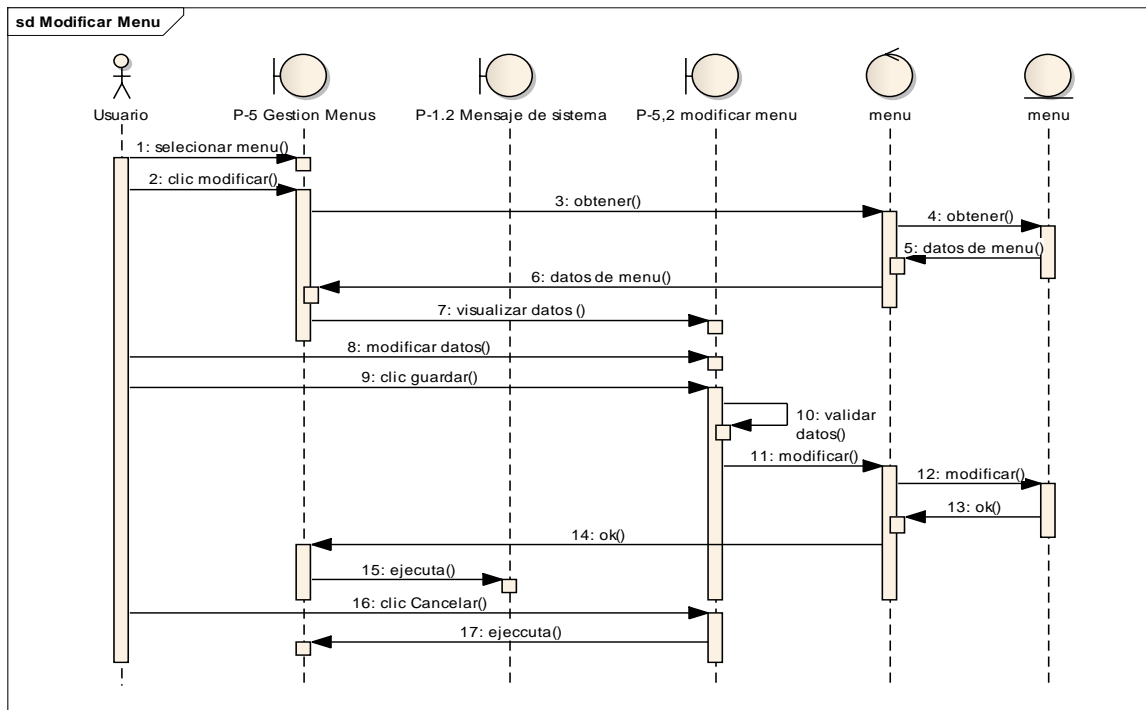 sd Modificar Menu
Usuario
P-5 Gestion Menus
P-1.2 Mensaje de sistema
P-5,2 modificar menu
menu
menu
1: selecionar menu()
2: clic modificar()
3: obtener()
4: obtener()
5: datos de menu()
6: datos de menu()
7: visualizar datos ()
8: modificar datos()
9: clic guardar()
10: validar
datos()
11: modificar()
12: modificar()
13: ok()
14: ok()
15: ejecuta()
16: clic Cancelar()
17: ejeccuta()